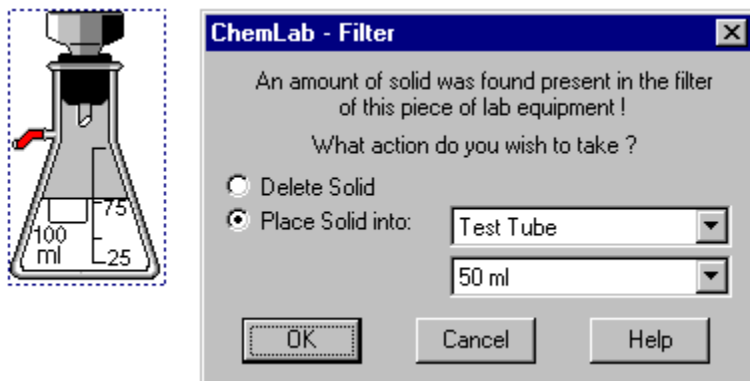 75
100
ml
25
ChemLab - Filter
An amount of solid was found present in the filter
of this piece of lab equipment !
What action do you wish to take ?
Delete Solid
Place Solid into:
Test Tube
50 ml
OK
Cancel
Help